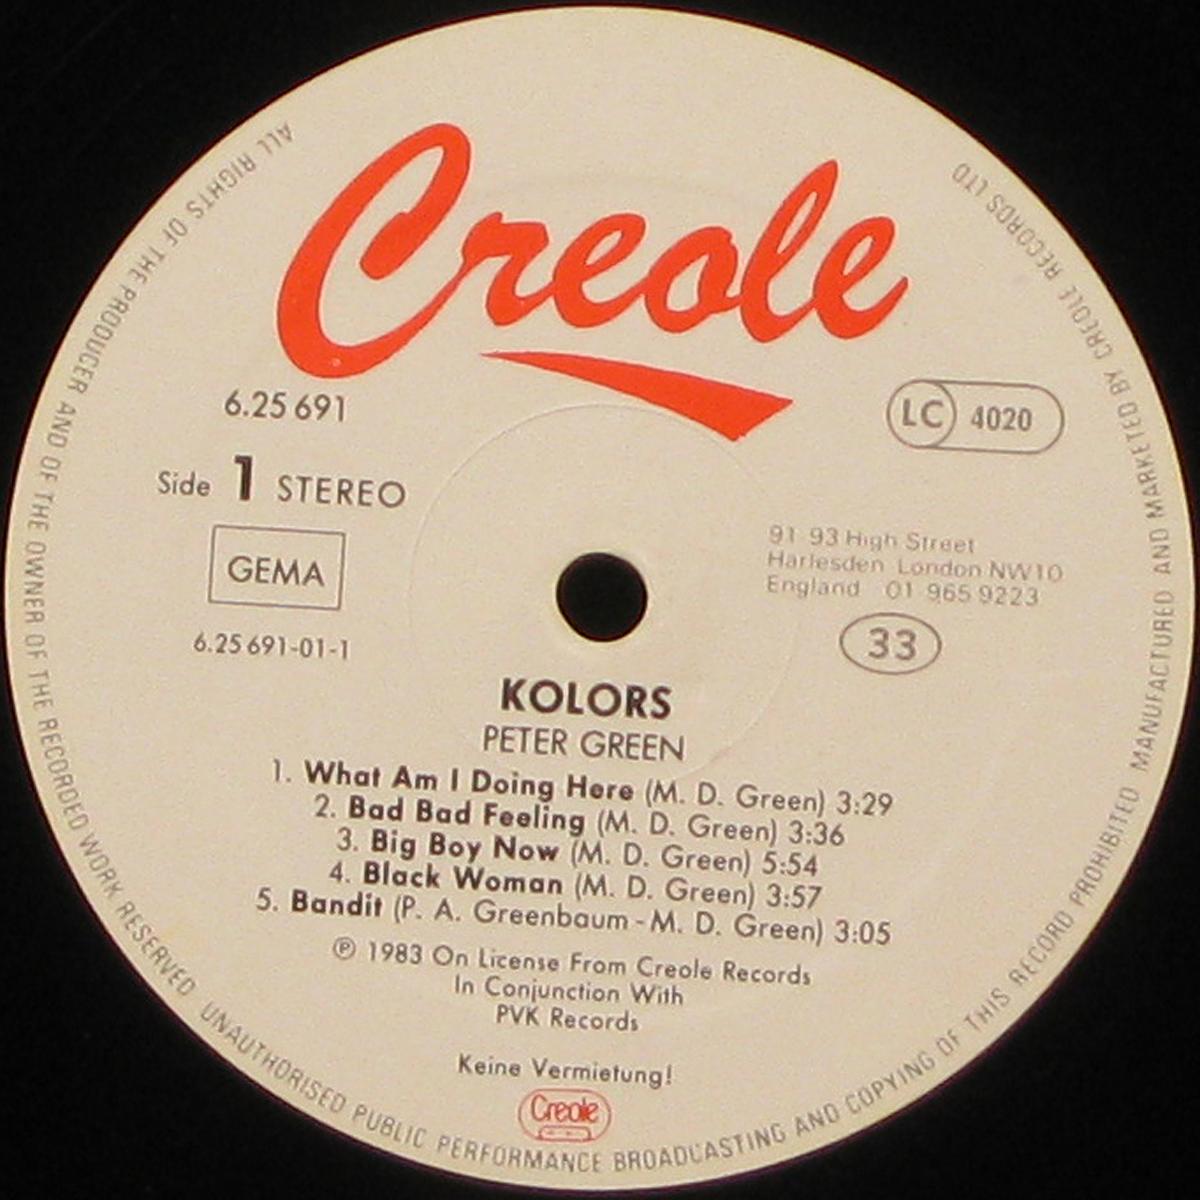 Creole
6.25 691
LC 4020
Side 1 STEREO
GEMA
6.25 691-01-1
91 93 High Street
Harlesden London NW10
England 01 965 9223
33
KOLORS
PETER GREEN
1. What Am I Doing Here (M. D. Green) 3:29
2. Bad Bad Feeling (M. D. Green) 3:36
3. Big Boy Now (M. D. Green) 5:54
4. Black Woman (M. D. Green) 3:57
5. Bandit (P. A. Greenbaum - M. D. Green) 3:05
℗ 1983 On License From Creole Records
In Conjunction With
PVK Records
Keine Vermietung!
Creole
ALL RIGHTS OF THE PRODUCER AND OF THE OWNER OF THE RECORDED WORK RESERVED UNAUTHORISED PUBLIC PERFORMANCE BROADCASTING AND COPYING OF THIS RECORD PROHIBITED MANUFACTURED AND MARKETED BY CREOLE RECORDS LTD